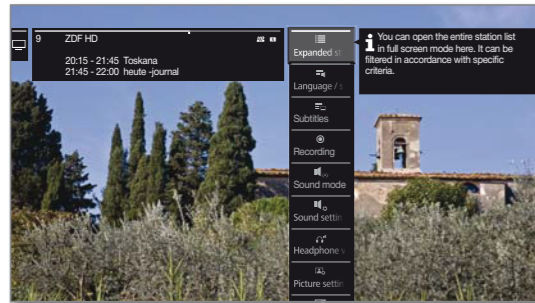 9 ZDF HD
20:15 - 21:45 Toskana
21:45 - 22:00 heute -journal
Expanded st
Language / s
Subtitles
Recording
Sound mode
Sound settin
Headphone v
Picture settin
You can open the entire station list
in full screen mode here. It can be
filtered in accordance with specific
criteria.